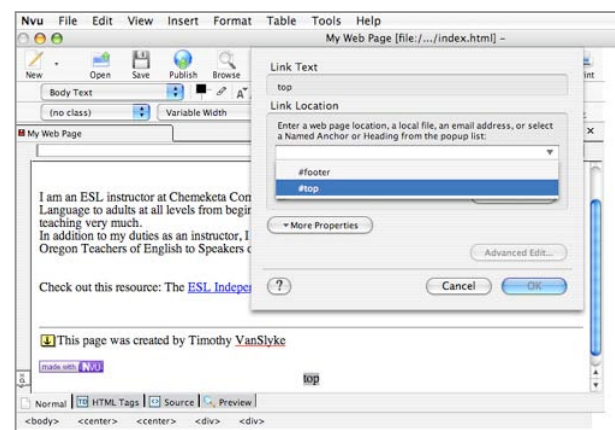 Nvu File Edit View Insert Format Table Tools Help
My Web Page [file:/.../index.html] –
New Open Save Publish Browse
int
Body Text
(no class) Variable Width
My Web Page
Link Text
top
Link Location
Enter a web page location, a local file, an email address, or select
a Named Anchor or Heading from the popup list:
#footer
#top
More Properties
Advanced Edit...
? Cancel OK
I am an ESL instructor at Chemeketa Com
Language to adults at all levels from begin
teaching very much.
In addition to my duties as an instructor, I
Oregon Teachers of English to Speakers o
Check out this resource: The ESL Indepen
This page was created by Timothy VanSlyke
made with NVU
top
Normal HTML Tags Source Preview
<body> <center> <center> <div> <div>